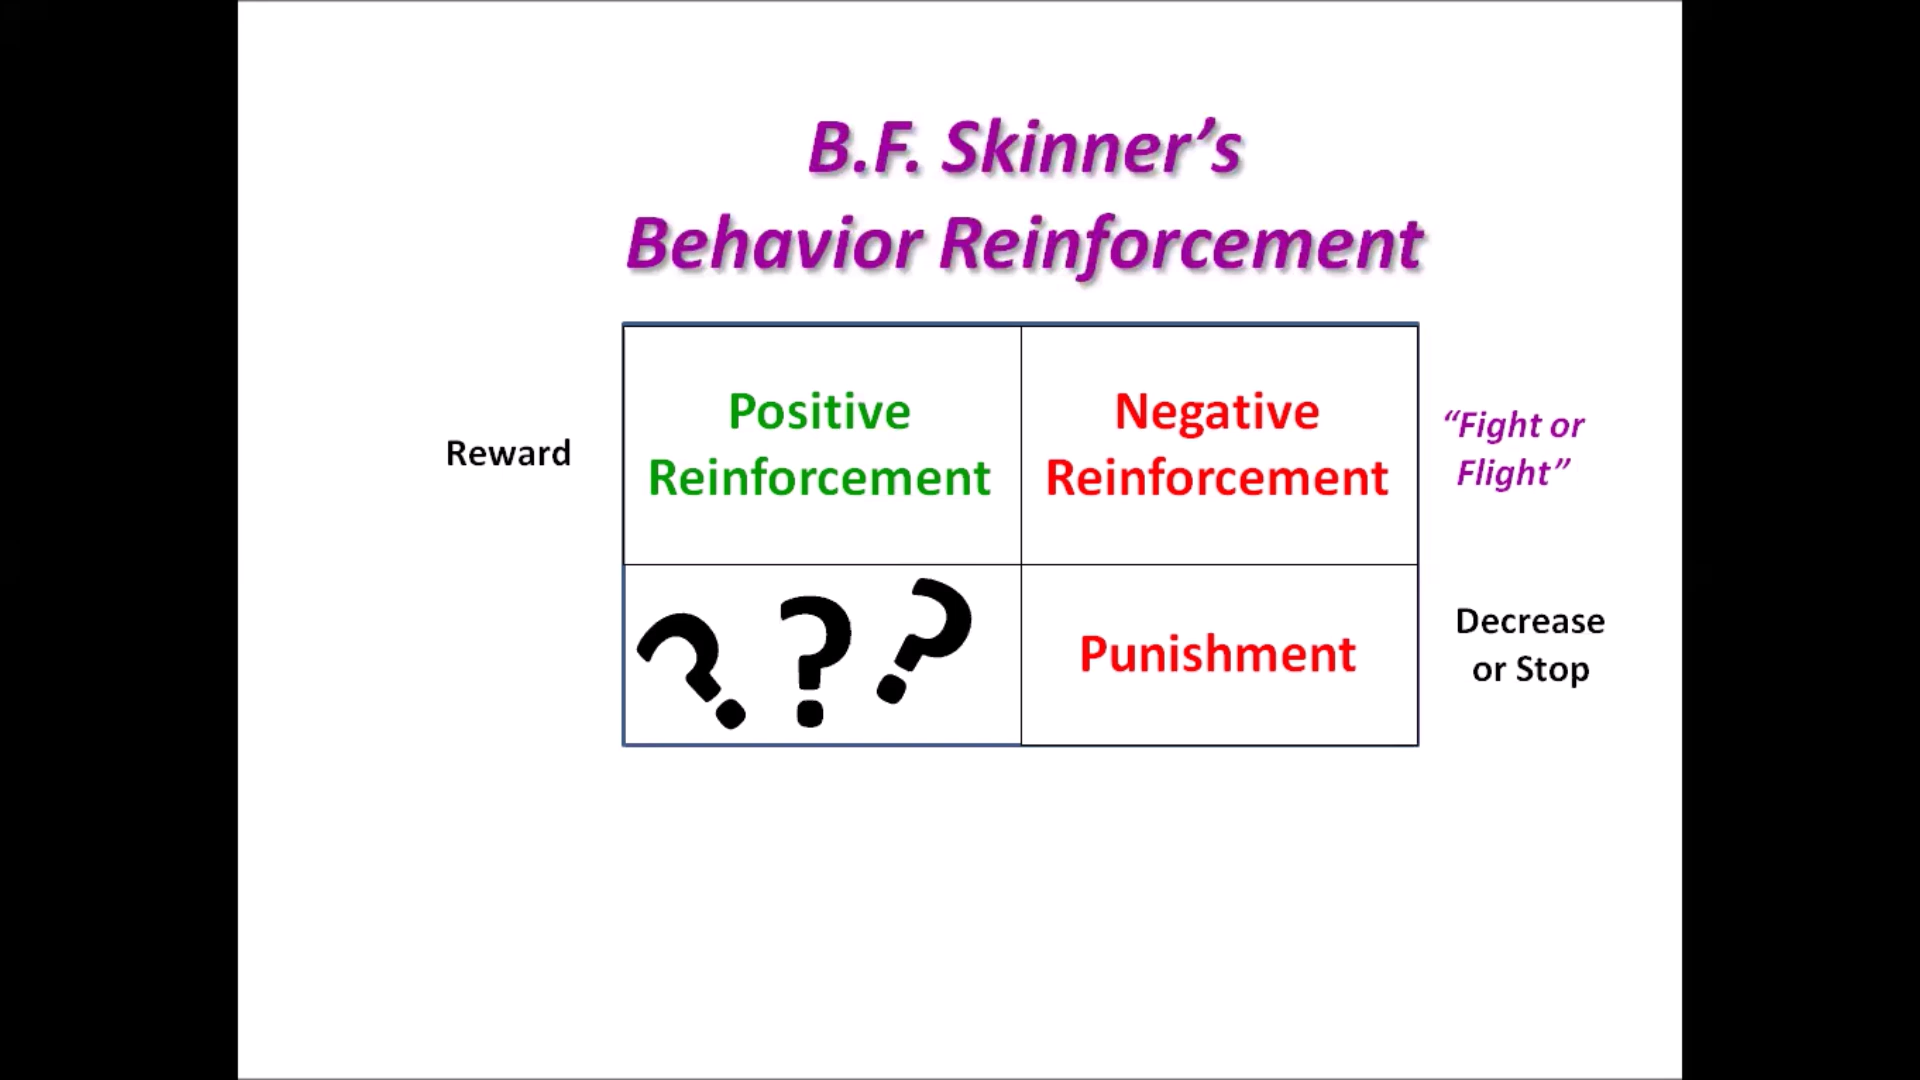 B.F. Skinner’s
Behavior Reinforcement
Reward
Positive
Reinforcement
Negative
Reinforcement
“Fight or
Flight”
? ? ?
Punishment
Decrease
or Stop